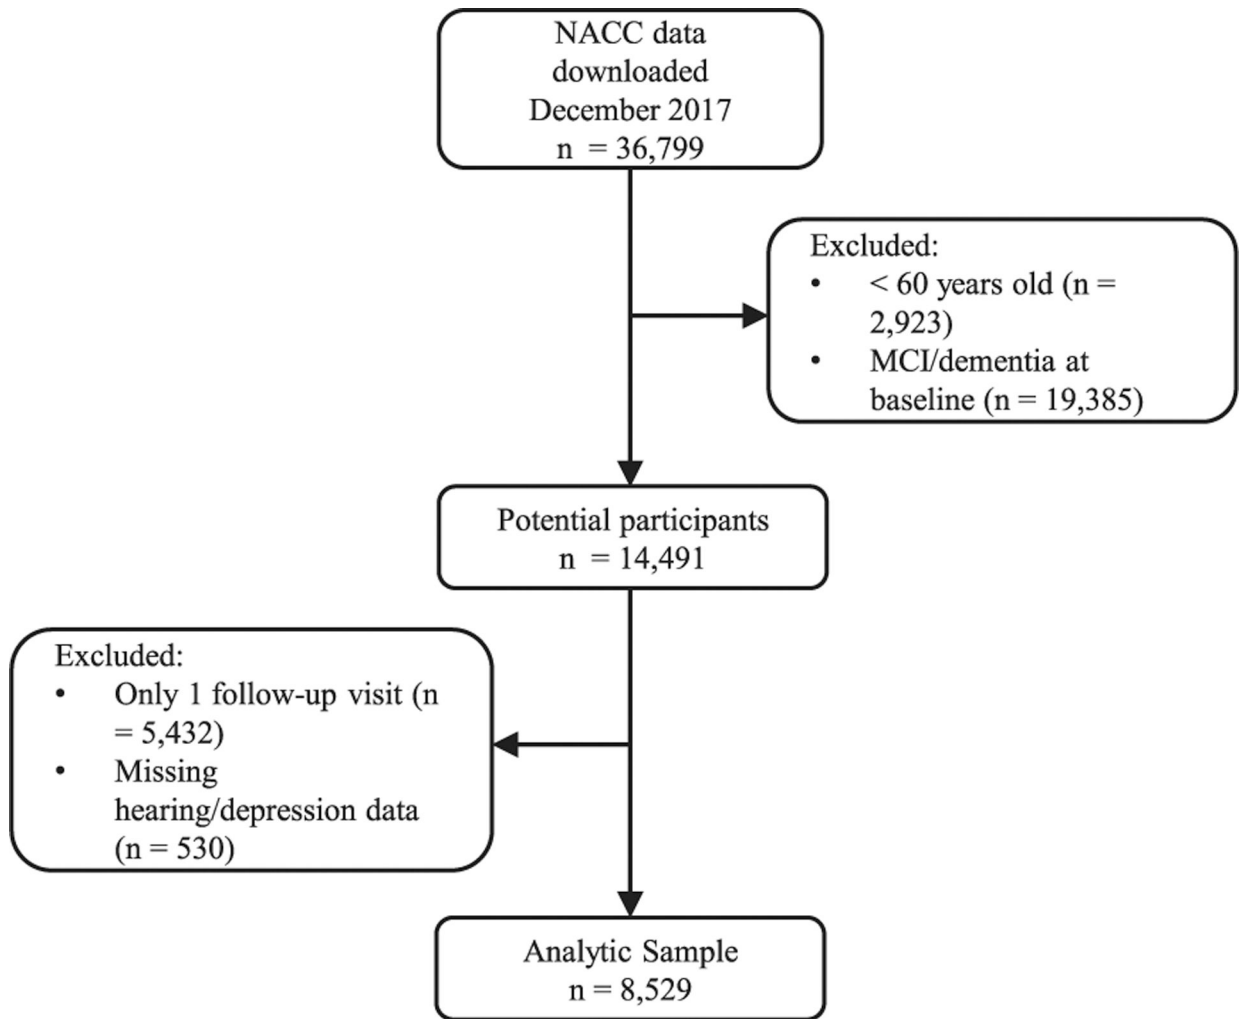 NACC data
downloaded
December 2017
n = 36,799
Excluded:
• < 60 years old (n =
2,923)
• MCI/dementia at
baseline (n = 19,385)
Potential participants
n = 14,491
Excluded:
• Only 1 follow-up visit (n
= 5,432)
• Missing
hearing/depression data
(n = 530)
Analytic Sample
n = 8,529